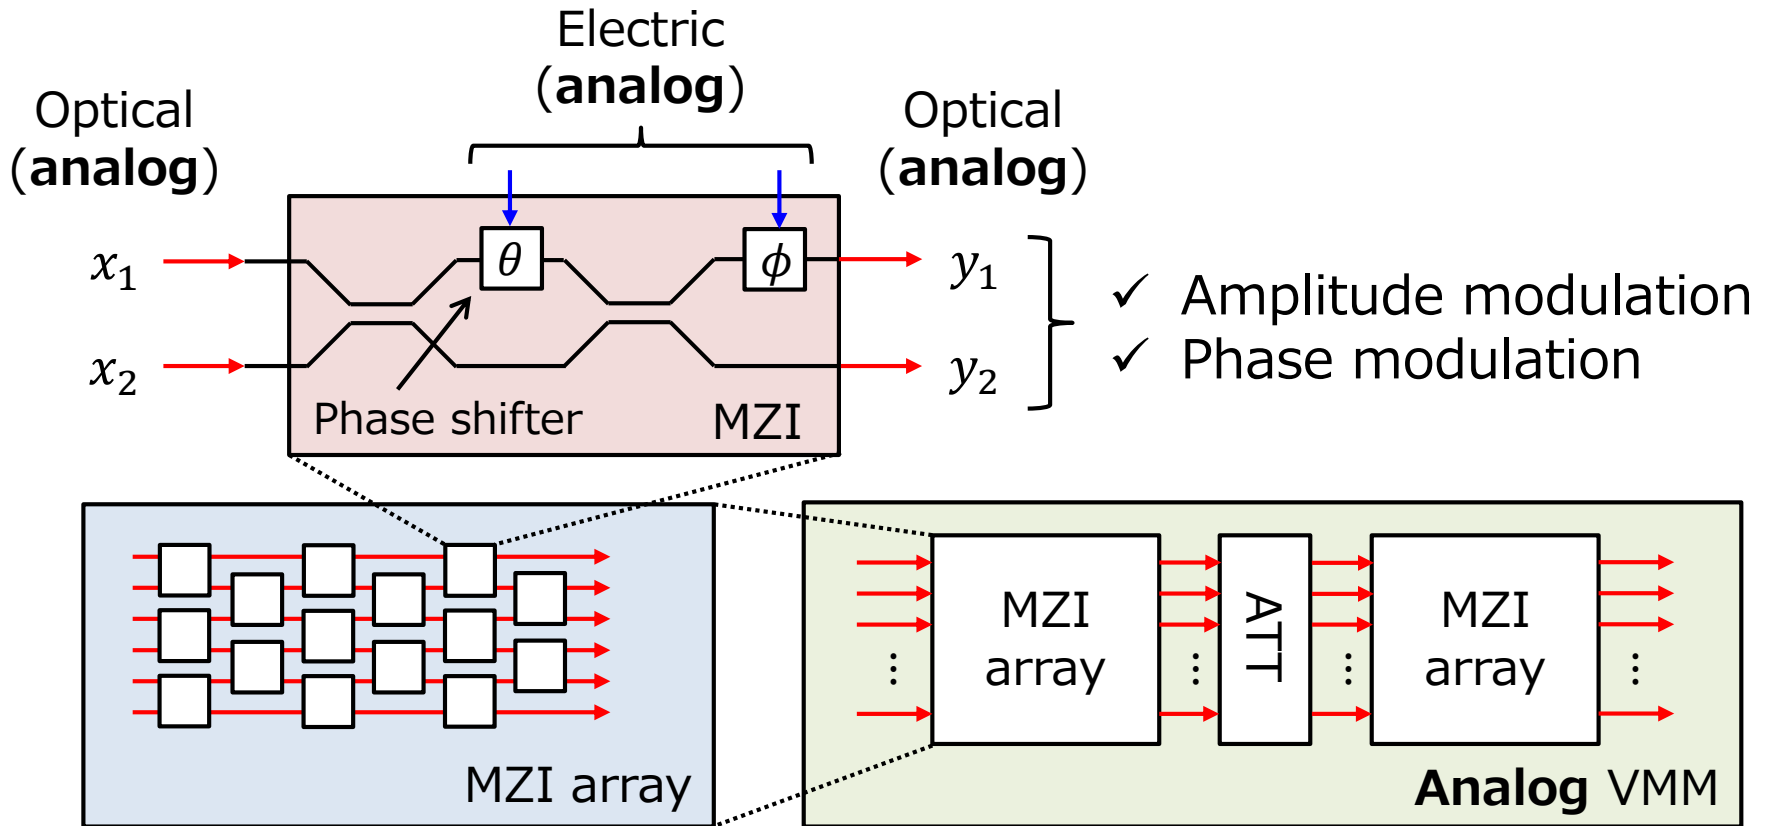 Electric
(analog)
Optical
(analog)
Optical
(analog)
x₁
θ
ϕ
y₁
✓ Amplitude modulation
✓ Phase modulation
x₂
y₂
Phase shifter
MZI
MZI array
MZI
array
ATT
MZI
array
Analog VMM